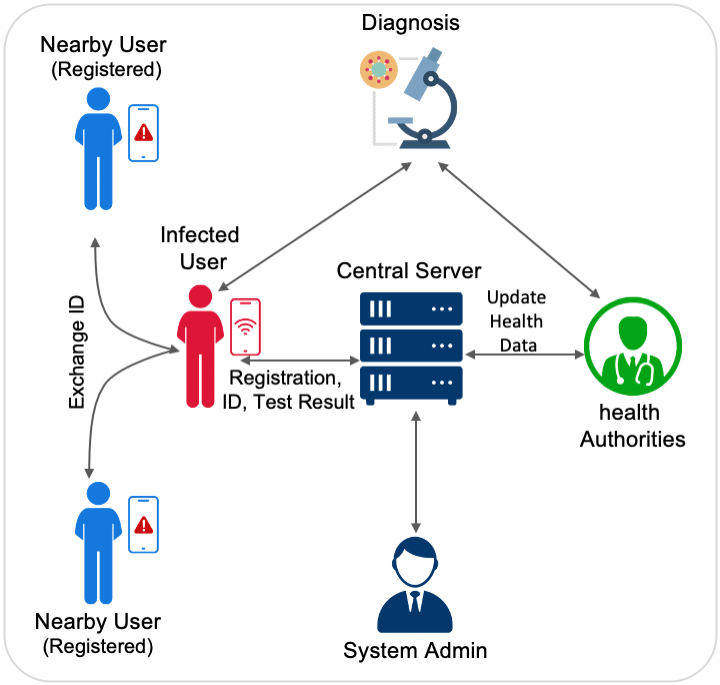 Diagnosis
Nearby User
(Registered)
Infected
User
Central Server
Update
Health
Data
Exchange ID
Registration,
ID, Test Result
health
Authorities
Nearby User
(Registered)
System Admin